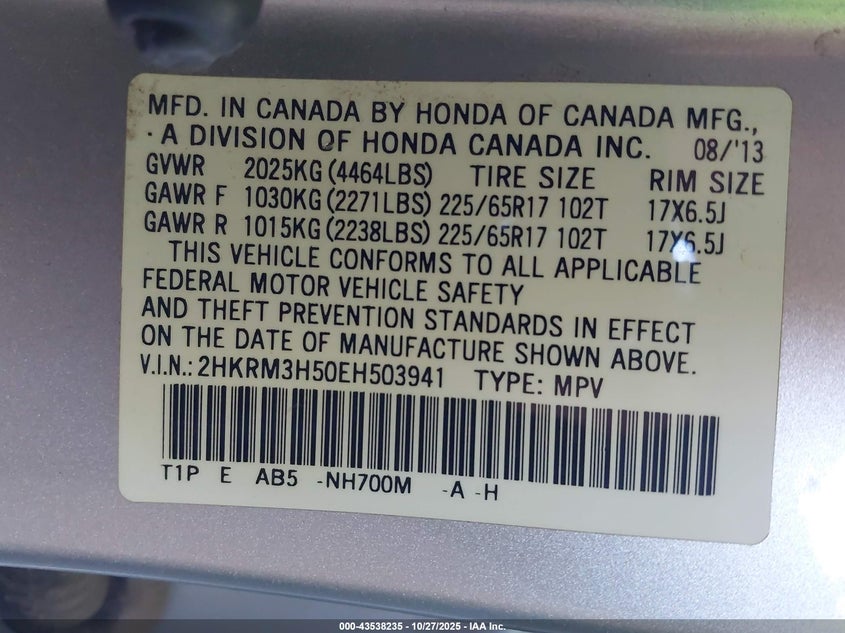 MFD. IN CANADA BY HONDA OF CANADA MFG.,
· A DIVISION OF HONDA CANADA INC. 08/'13
GVWR 2025KG (4464LBS) TIRE SIZE RIM SIZE
GAWR F 1030KG (2271LBS) 225/65R17 102T 17X6.5J
GAWR R 1015KG (2238LBS) 225/65R17 102T 17X6.5J
THIS VEHICLE CONFORMS TO ALL APPLICABLE
FEDERAL MOTOR VEHICLE SAFETY
AND THEFT PREVENTION STANDARDS IN EFFECT
ON THE DATE OF MANUFACTURE SHOWN ABOVE.
V.I.N.: 2HKRM3H50EH503941 TYPE: MPV
T1P E AB5 -NH700M -A -H
000-43538235 - 10/27/2025 - IAA Inc.